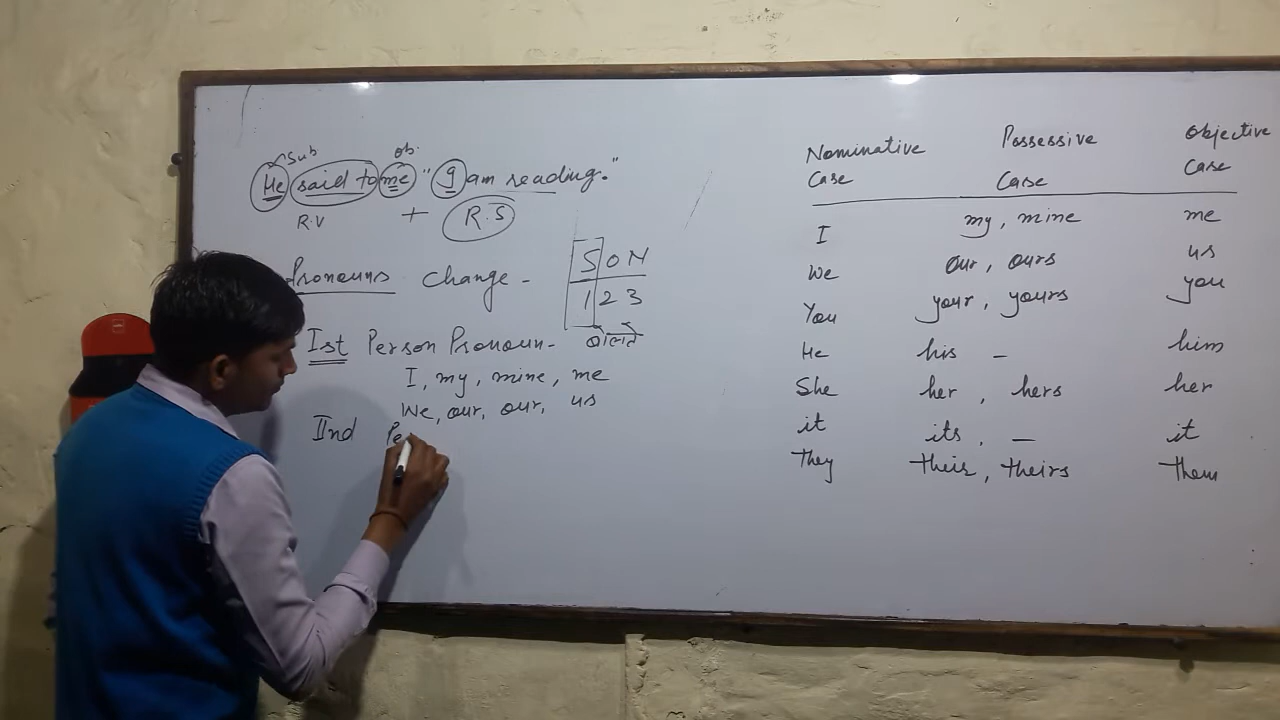 Sub ob.
He said to me "I am reading."
R.V + R.S
Pronouns change -
S O N
1 2 3
Ist Person Pronoun-
I, my, mine, me
We, our, our, us
IInd Pe
Nominative Case Possessive Case Objective Case
I my, mine me
We our, ours us
You your, yours you
He his - him
She her, hers her
it its, - it
They their, theirs them